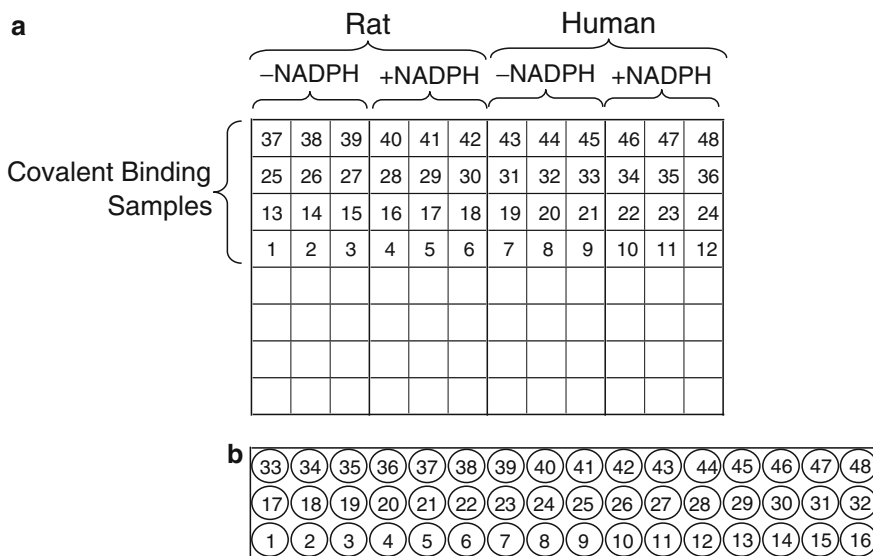 a
Rat Human
–NADPH +NADPH –NADPH +NADPH
Covalent Binding
Samples
37 38 39 40 41 42 43 44 45 46 47 48
25 26 27 28 29 30 31 32 33 34 35 36
13 14 15 16 17 18 19 20 21 22 23 24
1 2 3 4 5 6 7 8 9 10 11 12
b
33 34 35 36 37 38 39 40 41 42 43 44 45 46 47 48
17 18 19 20 21 22 23 24 25 26 27 28 29 30 31 32
1 2 3 4 5 6 7 8 9 10 11 12 13 14 15 16